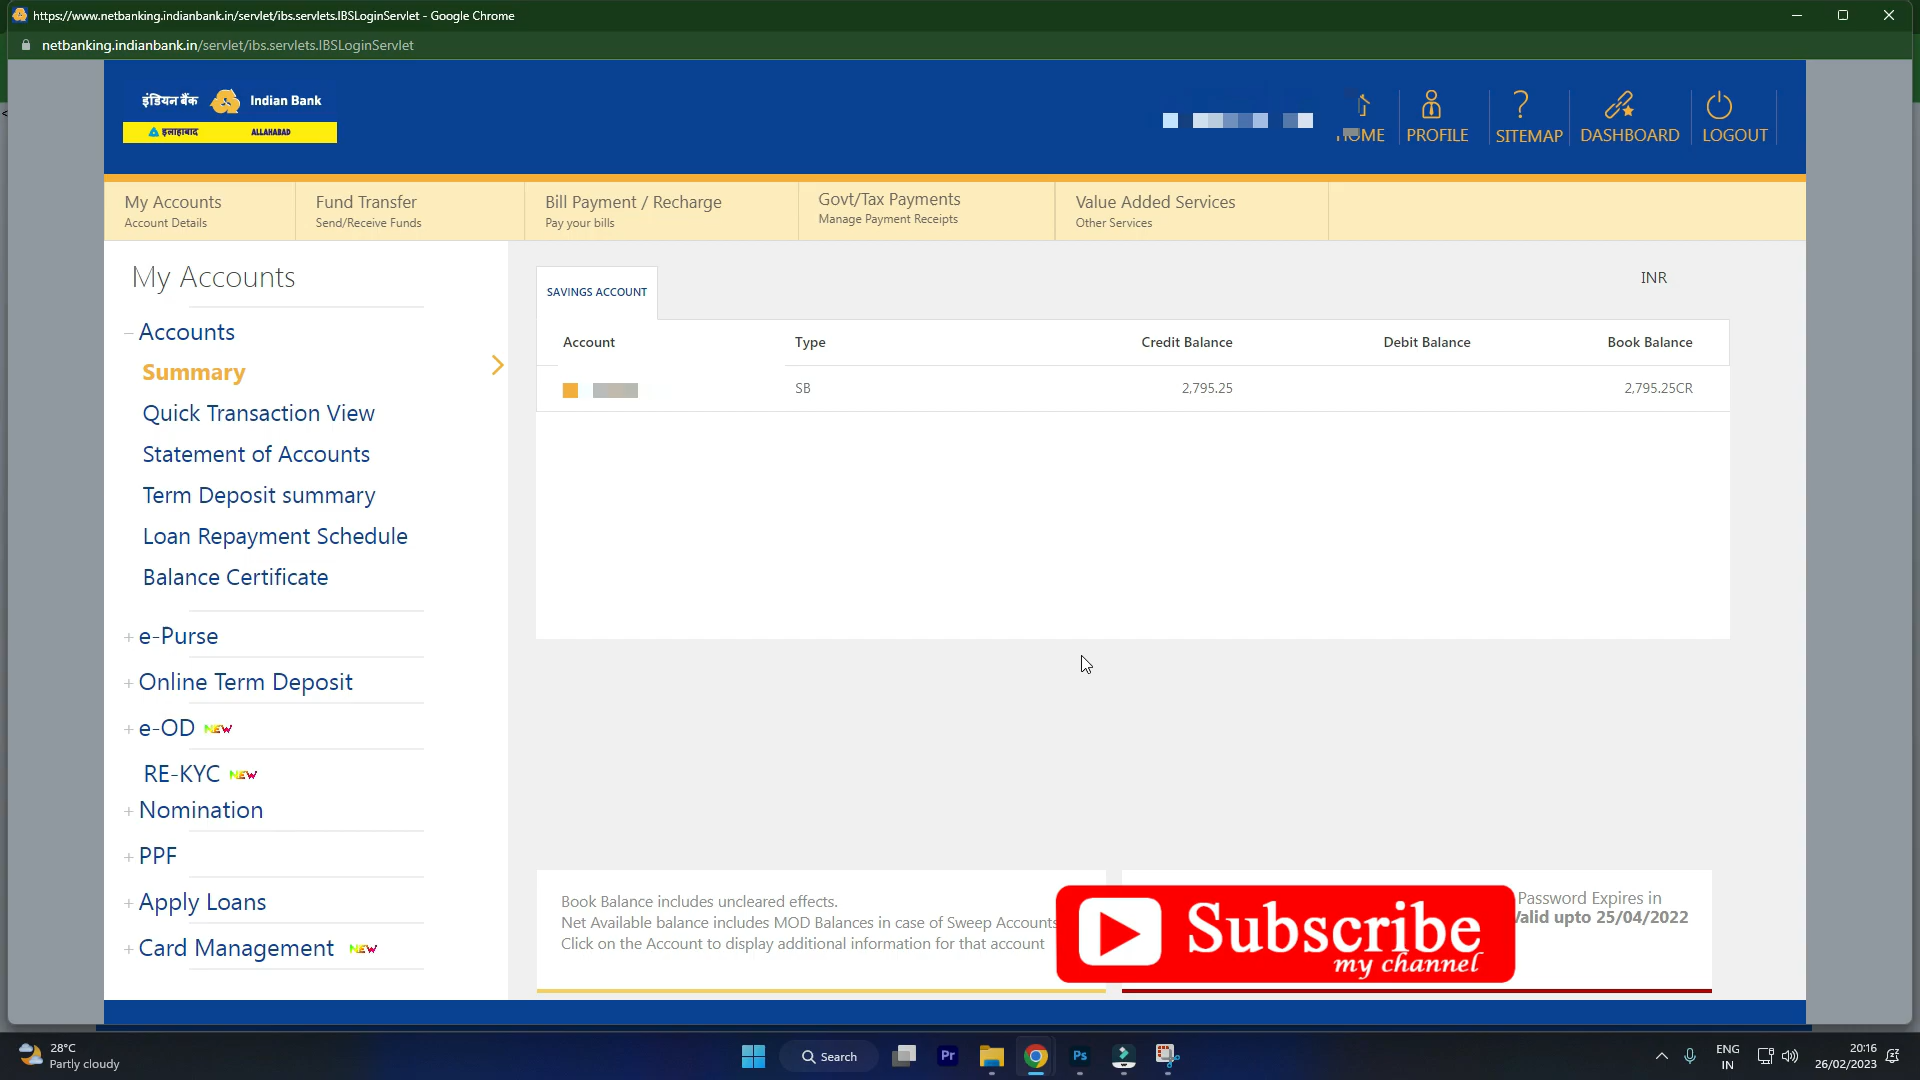 https://www.netbanking.indianbank.in/servlet/ibs.servlets.IBSLoginServlet - Google Chrome
netbanking.indianbank.in/servlet/ibs.servlets.IBSLoginServlet
इंडियन बैंक Indian Bank
इलाहाबाद ALLAHABAD
PROFILE
SITEMAP
DASHBOARD
LOGOUT
My Accounts
Account Details
Fund Transfer
Send/Receive Funds
Bill Payment / Recharge
Pay your bills
Govt/Tax Payments
Manage Payment Receipts
Value Added Services
Other Services
My Accounts
Accounts
Summary
Quick Transaction View
Statement of Accounts
Term Deposit summary
Loan Repayment Schedule
Balance Certificate
e-Purse
Online Term Deposit
e-OD NEW
RE-KYC NEW
Nomination
PPF
Apply Loans
Card Management NEW
SAVINGS ACCOUNT
INR
Account Type Credit Balance Debit Balance Book Balance
SB 2,795.25 2,795.25CR
Book Balance includes uncleared effects.
Net Available balance includes MOD Balances in case of Sweep Accounts
Click on the Account to display additional information for that account
Password Expires in
Valid upto 25/04/2022
Subscribe
my channel
28°C
Partly cloudy
Search
Pr
Ps
ENG
IN
20:16
26/02/2023